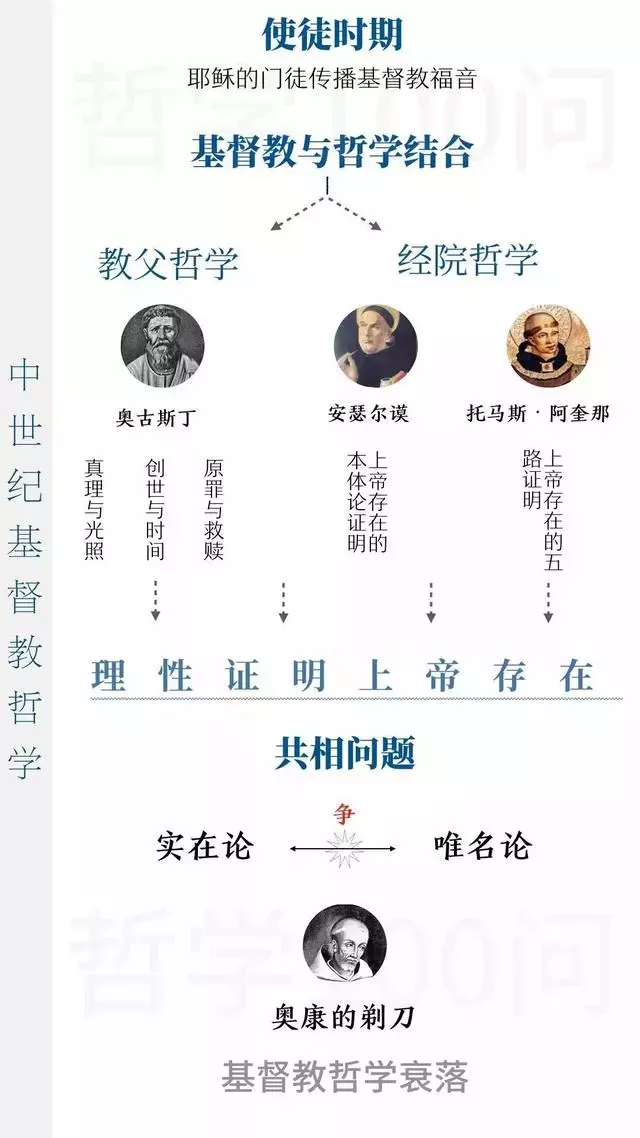 使徒时期
耶稣的门徒传播基督教福音
基督教与哲学结合
教父哲学
经院哲学
奥古斯丁
安瑟尔谟
托马斯·阿奎那
真理与光照
创世与时间
原罪与救赎
上帝存在的
本体论证明
上帝存在的五
路证明
理性证明上帝存在
共相问题
争
实在论
唯名论
奥康的剃刀
基督教哲学衰落
中世纪基督教哲学
哲学100问
哲学100问